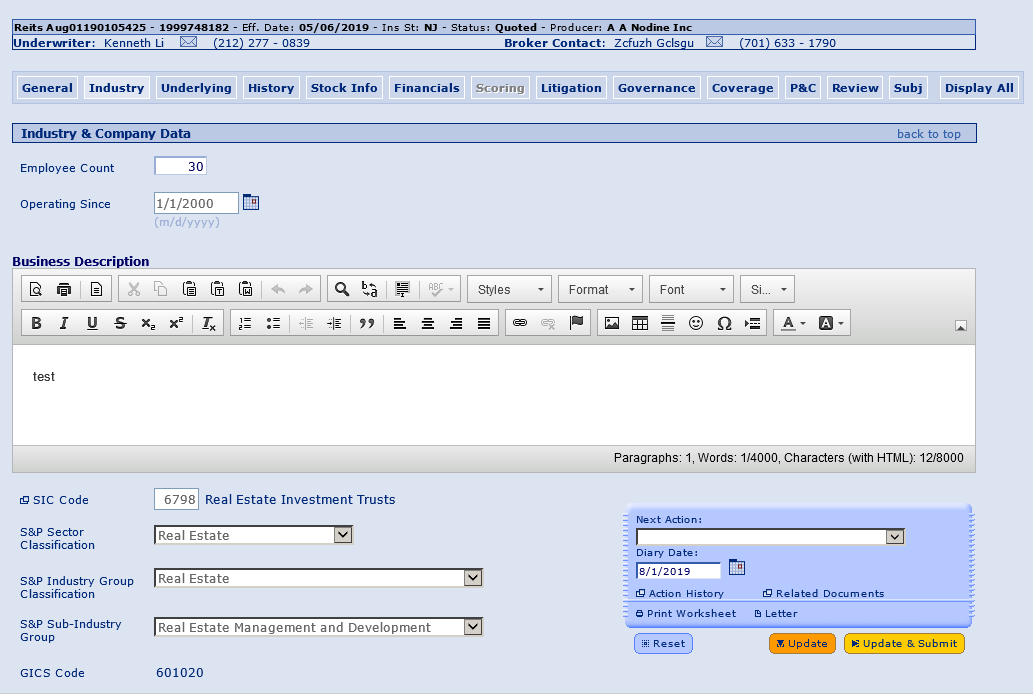 Reits Aug01190105425 - 1999748182 - Eff. Date: 05/06/2019 - Ins St: NJ - Status: Quoted - Producer: A A Nodine Inc
Underwriter: Kenneth Li (212) 277 - 0839 Broker Contact: Zcfuzh Gclsgu (701) 633 - 1790
General Industry Underlying History Stock Info Financials Scoring Litigation Governance Coverage P&C Review Subj Display All
Industry & Company Data back to top
Employee Count 30
Operating Since 1/1/2000
(m/d/yyyy)
Business Description
Styles Format Font Si...
test
Paragraphs: 1, Words: 1/4000, Characters (with HTML): 12/8000
SIC Code 6798 Real Estate Investment Trusts
S&P Sector
Classification
Real Estate
S&P Industry Group
Classification
Real Estate
S&P Sub-Industry
Group
Real Estate Management and Development
GICS Code 601020
Next Action:
Diary Date:
8/1/2019
Action History Related Documents
Print Worksheet Letter
Reset Update Update & Submit